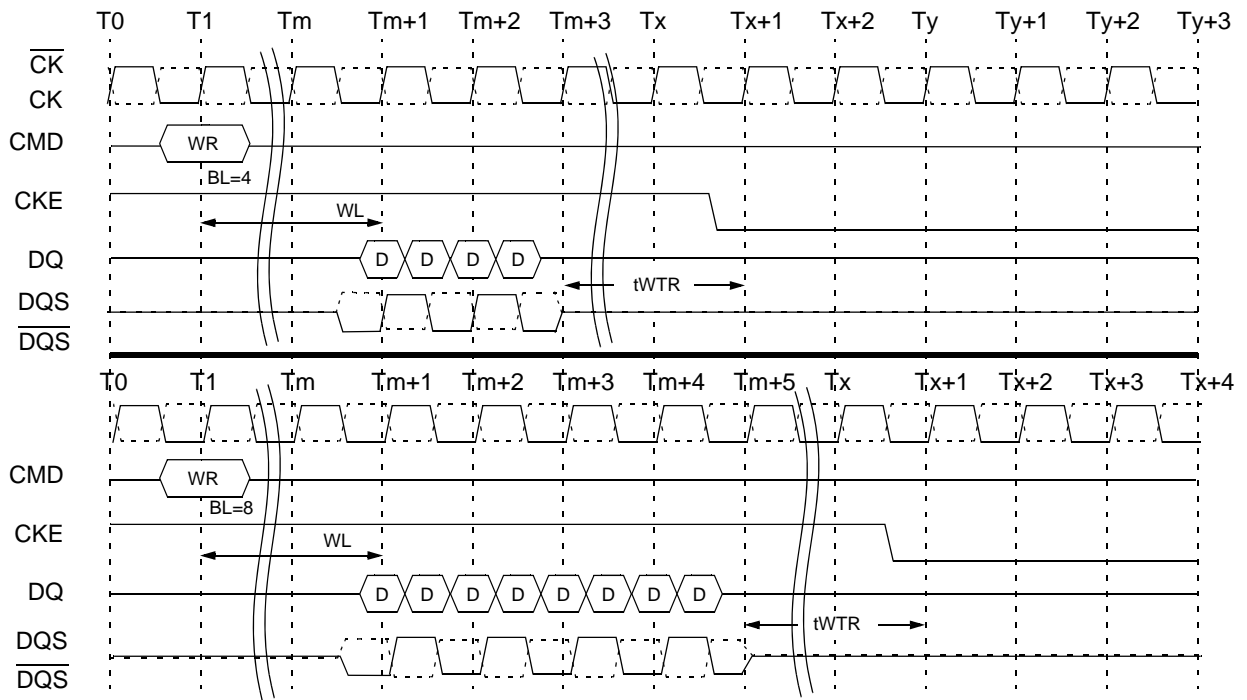 T0 T1 Tm Tm+1 Tm+2 Tm+3 Tx Tx+1 Tx+2 Ty Ty+1 Ty+2 Ty+3
CK
CK
CMD WR
BL=4
CKE
WL
DQ D D D D
DQS tWTR
DQS
T0 T1 Tm Tm+1 Tm+2 Tm+3 Tm+4 Tm+5 Tx Tx+1 Tx+2 Tx+3 Tx+4
CMD WR
BL=8
CKE
WL
DQ D D D D D D D D
tWTR
DQS
DQS